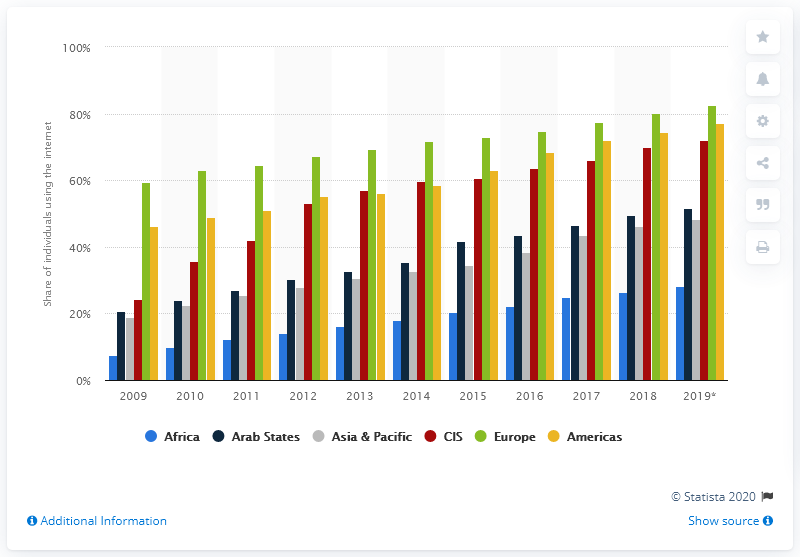 100%
80%
60%
40%
20%
0%
Share of individuals using the internet
2009 2010 2011 2012 2013 2014 2015 2016 2017 2018 2019*
Africa Arab States Asia & Pacific CIS Europe Americas
© Statista 2020
Additional Information Show source